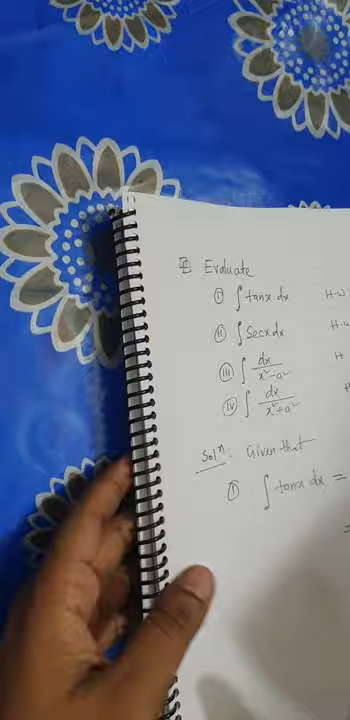 Evaluate
(i) ∫ tanx dx H.W
(ii) ∫ Secx dx H.W
(iii) ∫ dx/x²-a² H
(iv) ∫ dx/x²+a² H
Solⁿ: Given that
(i) ∫ tanx dx =
=